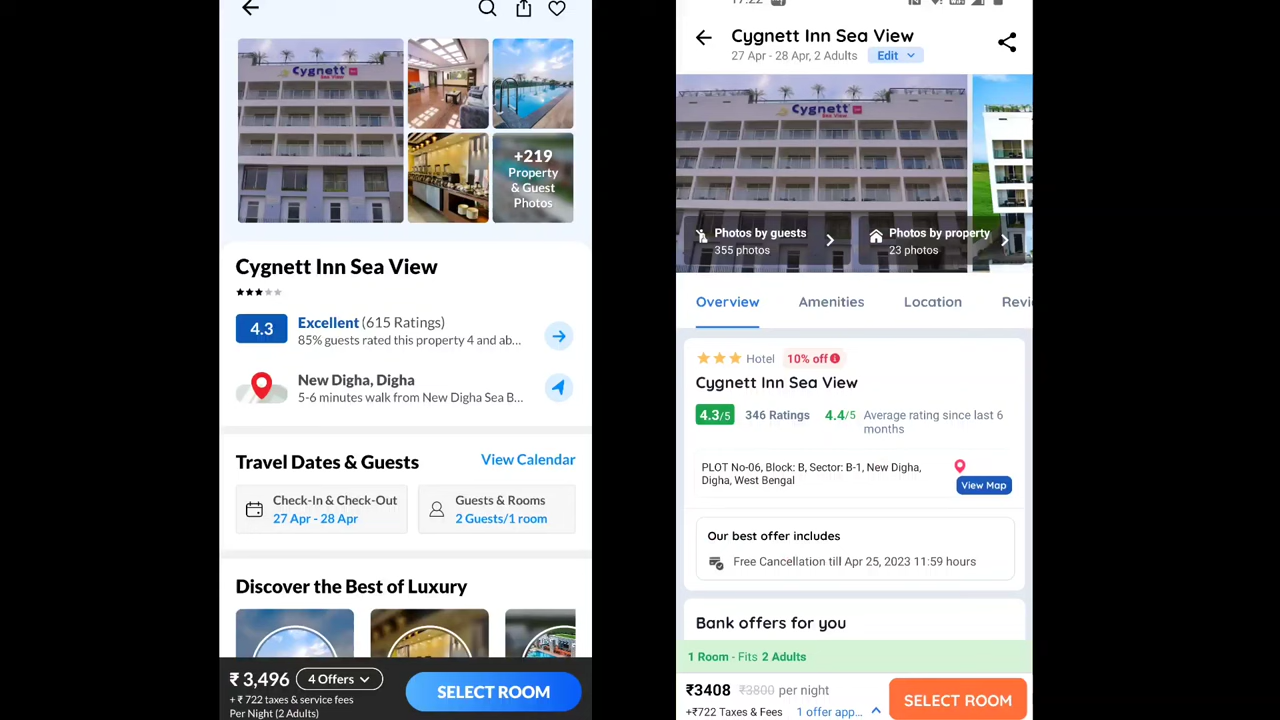 Cygnett
Sea View
+219
Property
& Guest
Photos
Cygnett Inn Sea View
4.3
Excellent (615 Ratings)
85% guests rated this property 4 and ab...
New Digha, Digha
5-6 minutes walk from New Digha Sea B...
Travel Dates & Guests
View Calendar
Check-In & Check-Out
27 Apr - 28 Apr
Guests & Rooms
2 Guests/1 room
Discover the Best of Luxury
₹ 3,496
4 Offers
+ ₹ 722 taxes & service fees
Per Night (2 Adults)
SELECT ROOM
17:22
Cygnett Inn Sea View
27 Apr - 28 Apr, 2 Adults
Edit
Cygnett
Sea View
Photos by guests
355 photos
Photos by property
23 photos
Overview
Amenities
Location
Revi
Hotel
10% off
Cygnett Inn Sea View
4.3/5
346 Ratings
4.4/5
Average rating since last 6
months
PLOT No-06, Block: B, Sector: B-1, New Digha,
Digha, West Bengal
View Map
Our best offer includes
Free Cancellation till Apr 25, 2023 11:59 hours
Bank offers for you
1 Room - Fits 2 Adults
₹3408 ₹3800 per night
+₹722 Taxes & Fees
1 offer app...
SELECT ROOM